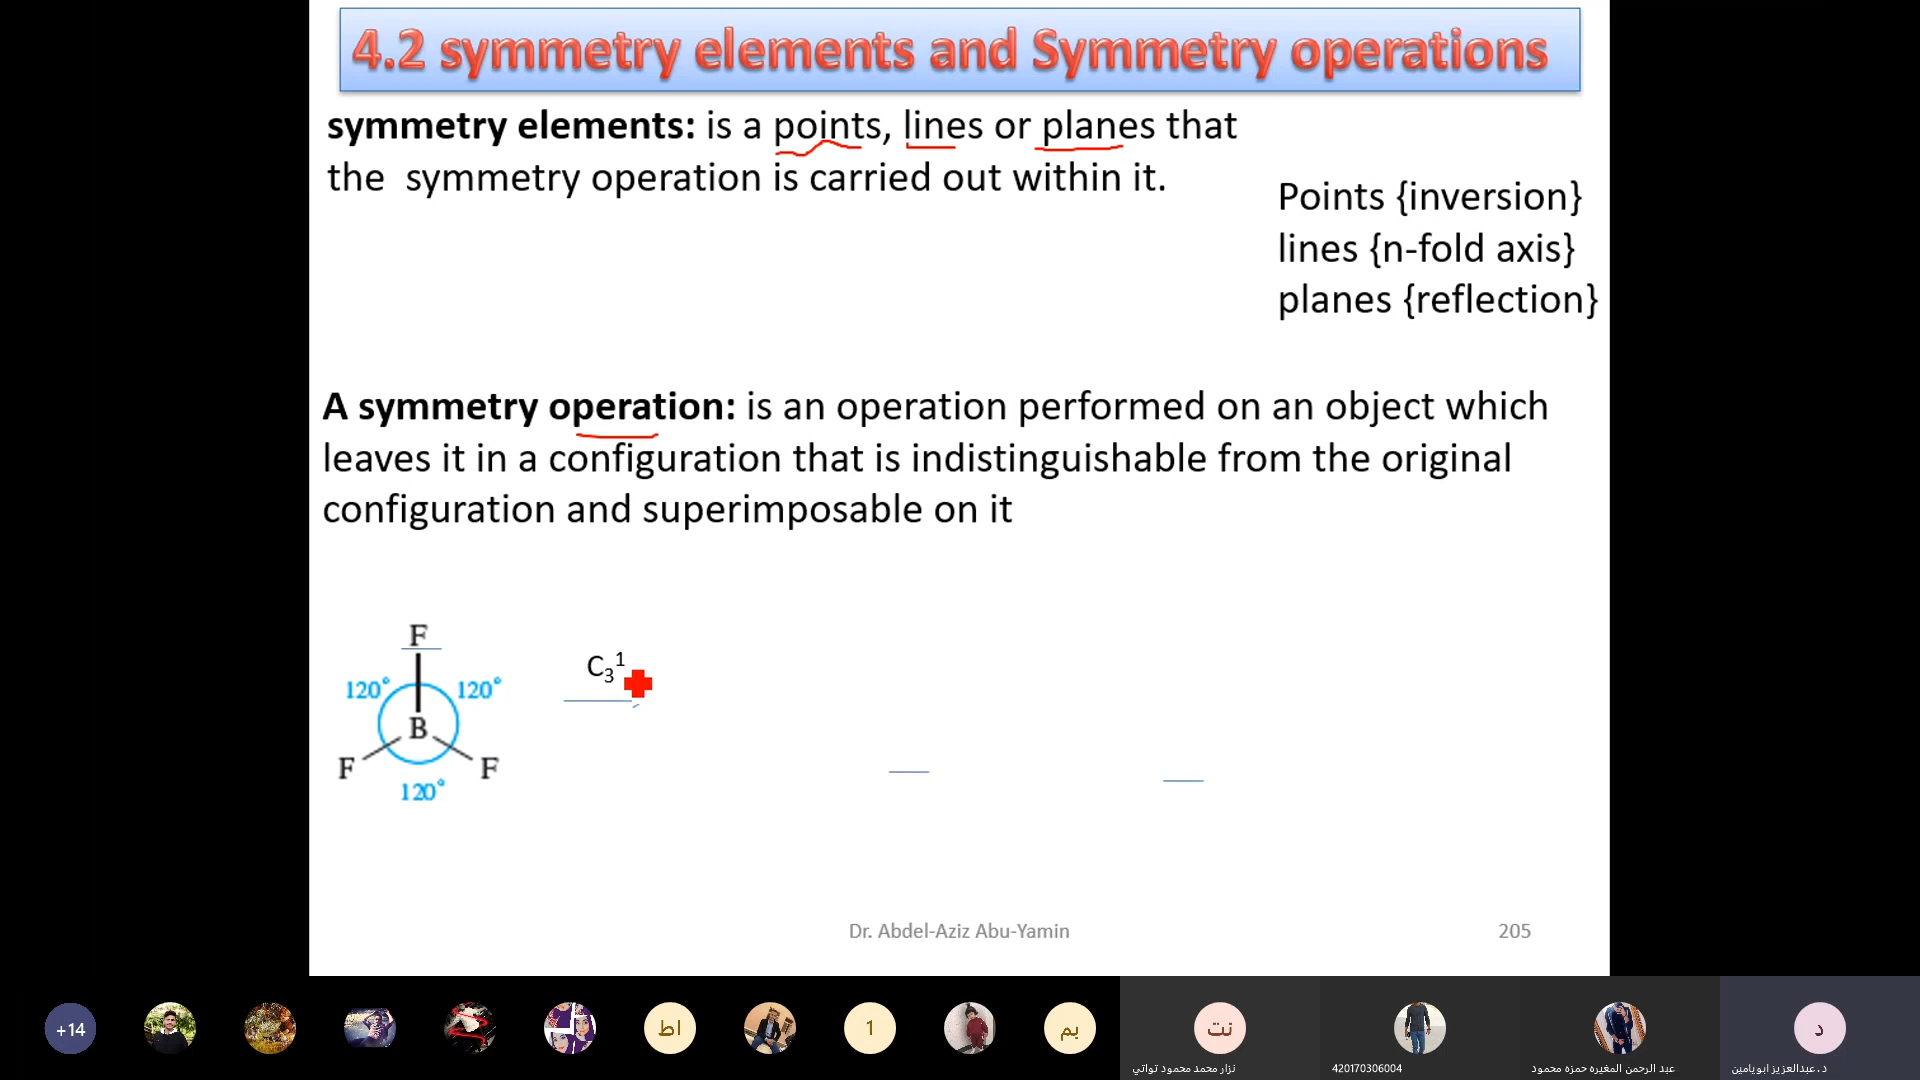 4.2 symmetry elements and Symmetry operations
symmetry elements: is a points, lines or planes that
the symmetry operation is carried out within it.
Points {inversion}
lines {n-fold axis}
planes {reflection}
A symmetry operation: is an operation performed on an object which
leaves it in a configuration that is indistinguishable from the original
configuration and superimposable on it
F
120° 120°
B
F F
120°
C₃¹
Dr. Abdel-Aziz Abu-Yamin
205
+14
اط
1
بم
نت
د
نزار محمد محمود تواتي
420170306004
عبد الرحمن المغيره حمزه محمود
د.عبدالعزيز ابويامين